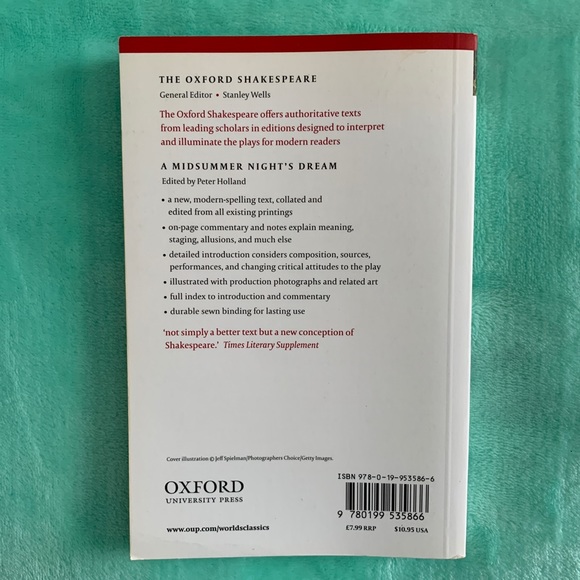 THE OXFORD SHAKESPEARE
General Editor • Stanley Wells
The Oxford Shakespeare offers authoritative texts
from leading scholars in editions designed to interpret
and illuminate the plays for modern readers
A MIDSUMMER NIGHT'S DREAM
Edited by Peter Holland
• a new, modern-spelling text, collated and
edited from all existing printings
• on-page commentary and notes explain meaning,
staging, allusions, and much else
• detailed introduction considers composition, sources,
performances, and changing critical attitudes to the play
• illustrated with production photographs and related art
• full index to introduction and commentary
• durable sewn binding for lasting use
'not simply a better text but a new conception of
Shakespeare.' Times Literary Supplement
Cover illustration © Jeff Spielman/Photographers Choice/Getty Images.
OXFORD
UNIVERSITY PRESS
www.oup.com/worldsclassics
ISBN 978-0-19-953586-6
9 780199 535866
£7.99 RRP $10.95 USA